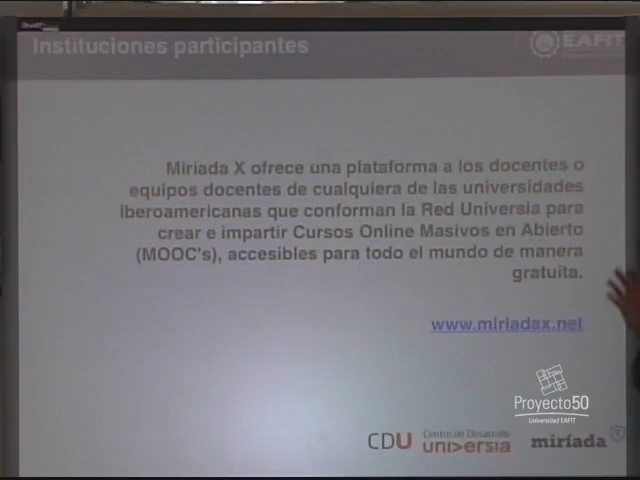 Instituciones participantes
EAFIT
Miríada X ofrece una plataforma a los docentes o
equipos docentes de cualquiera de las universidades
Iberoamericanas que conforman la Red Universia para
crear e impartir Cursos Online Masivos en Abierto
(MOOC's), accesibles para todo el mundo de manera
gratuita.
www.miriadax.net
Proyecto50
Universidad EAFIT
CDU
Centro de Desarrollo
universia
miríada